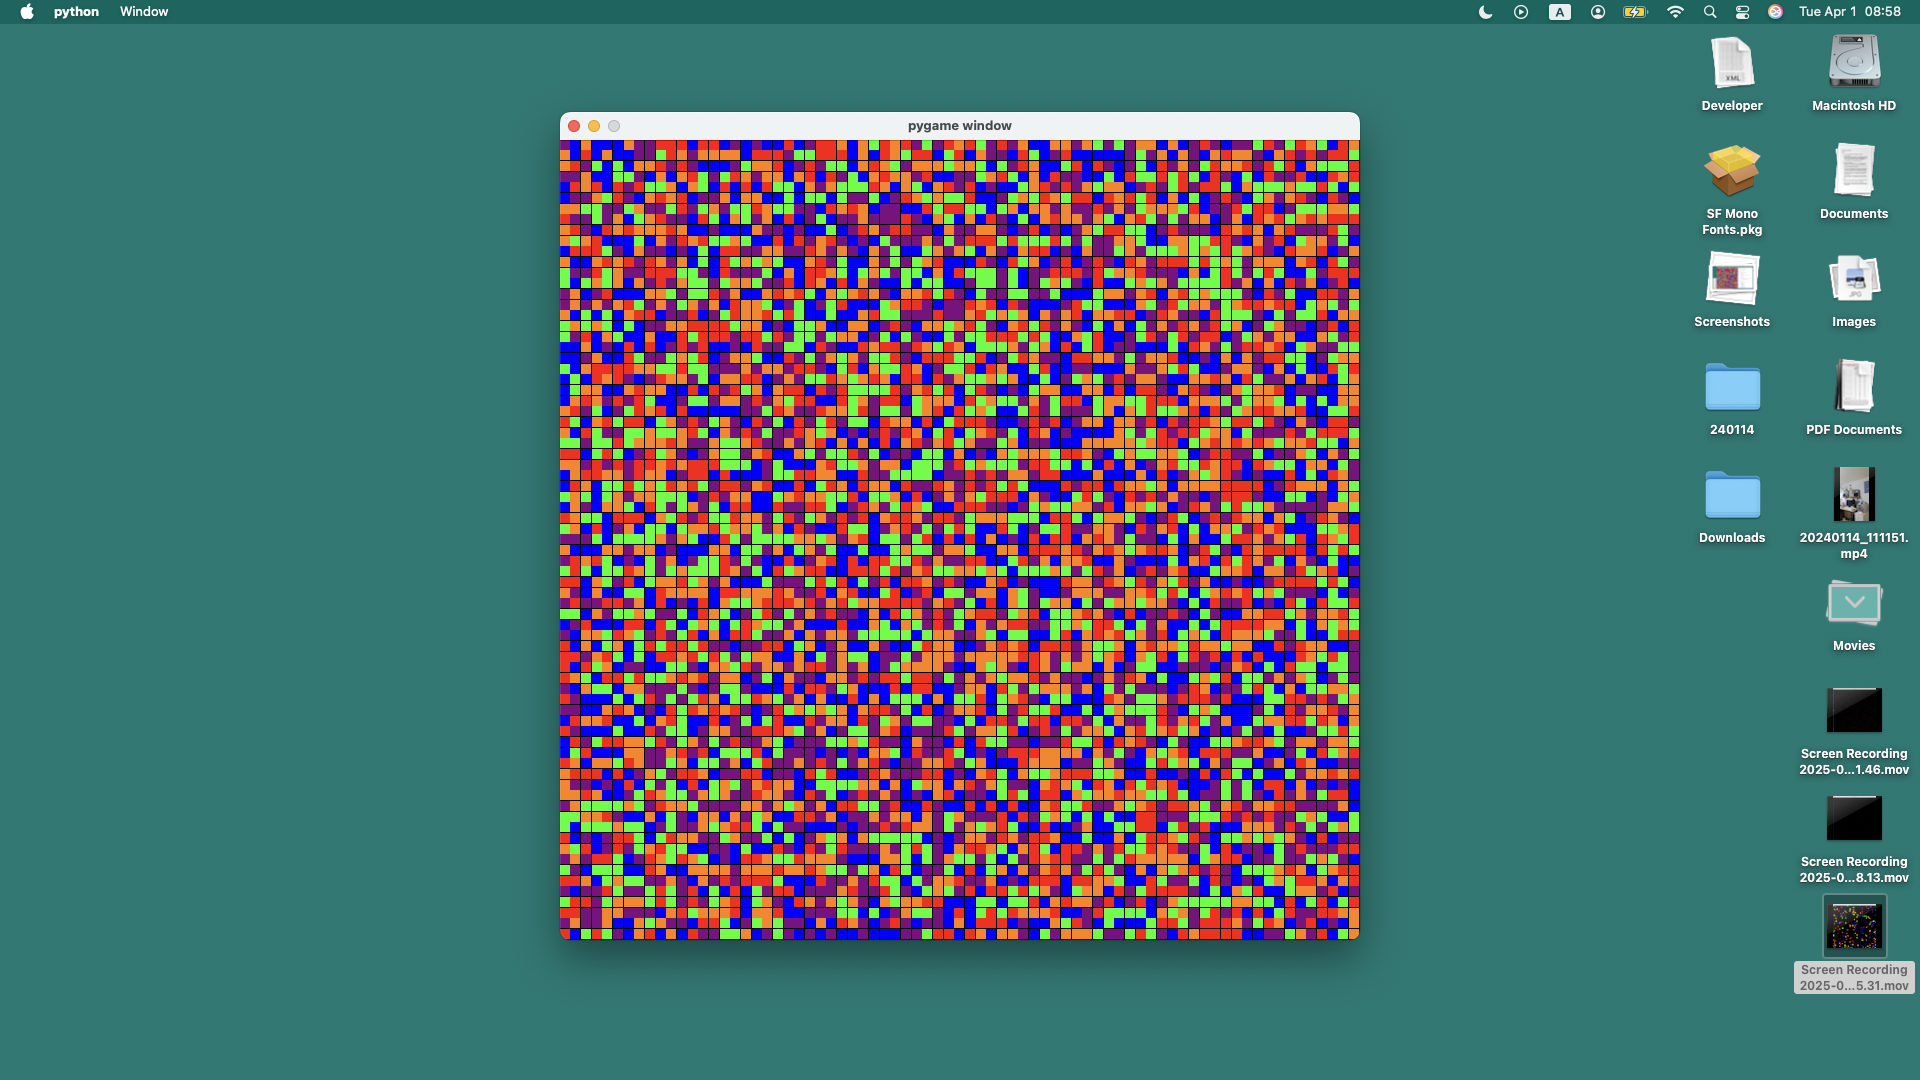 python Window
A
Tue Apr 1 08:58
pygame window
XML
Developer
Macintosh HD
SF Mono
Fonts.pkg
Documents
Screenshots
JPG
Images
240114
PDF Documents
Downloads
20240114_111151.
mp4
Movies
Screen Recording
2025-0...1.46.mov
Screen Recording
2025-0...8.13.mov
Screen Recording
2025-0...5.31.mov